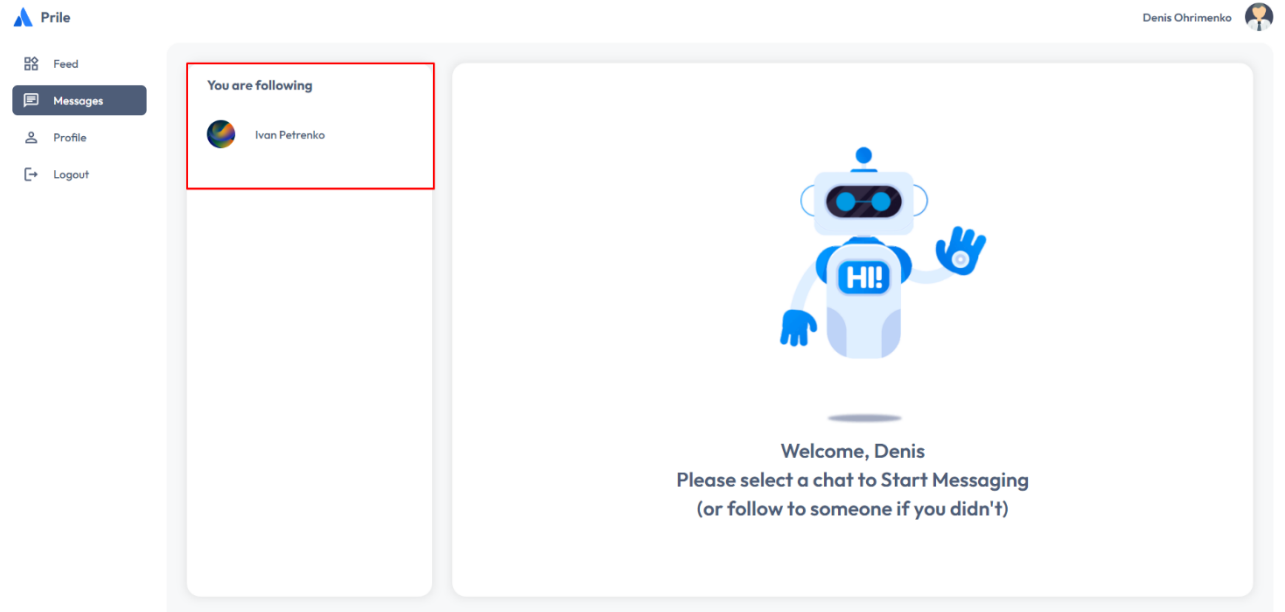 Prile
Denis Ohrimenko
Feed
Messages
Profile
Logout
You are following
Ivan Petrenko
HI!
Welcome, Denis
Please select a chat to Start Messaging
(or follow to someone if you didn't)